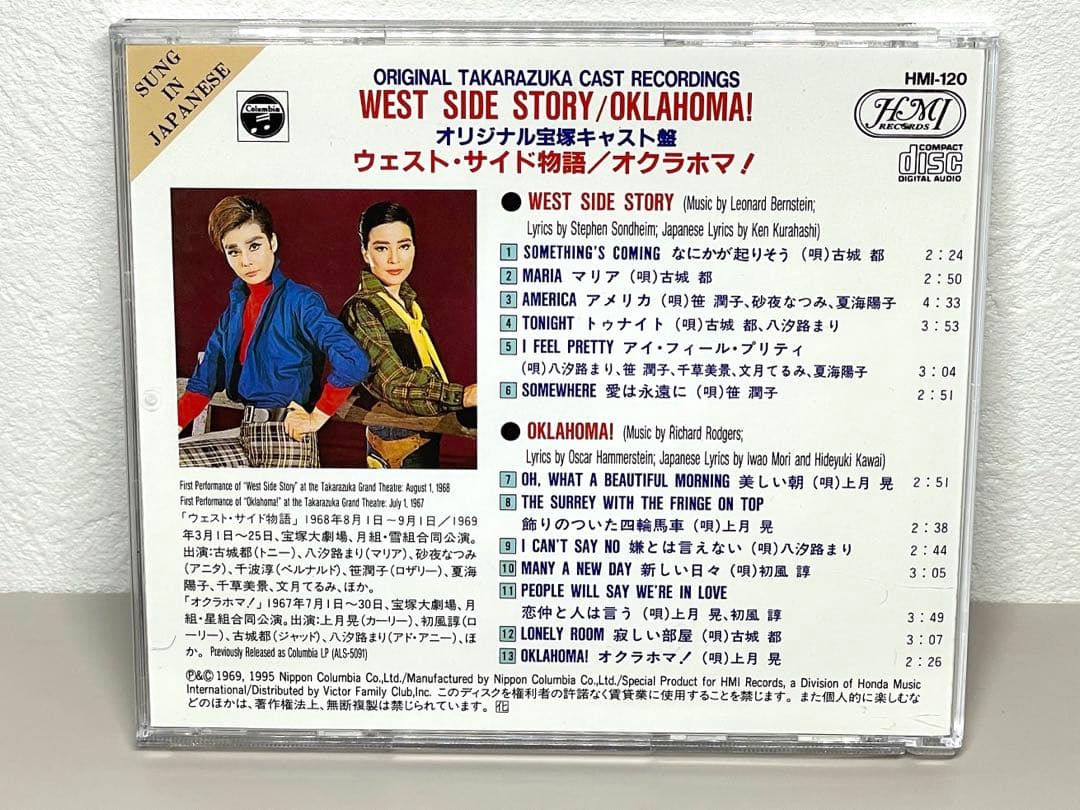 SUNG
IN
JAPANESE
Columbia
ORIGINAL TAKARAZUKA CAST RECORDINGS
WEST SIDE STORY/OKLAHOMA!
オリジナル宝塚キャスト盤
ウェスト・サイド物語/オクラホマ!
HMI-120
HMI
RECORDS
COMPACT
disc
DIGITAL AUDIO
● WEST SIDE STORY (Music by Leonard Bernstein;
Lyrics by Stephen Sondheim; Japanese Lyrics by Ken Kurahashi)
1 SOMETHING'S COMING なにかが起りそう (唄)古城 都 2:24
2 MARIA マリア (唄)古城 都 2:50
3 AMERICA アメリカ (唄)笹 潤子、砂夜なつみ、夏海陽子 4:33
4 TONIGHT トゥナイト (唄)古城 都、八汐路まり 3:53
5 I FEEL PRETTY アイ・フィール・プリティ
(唄)八汐路まり、笹 潤子、千草美景、文月てるみ、夏海陽子 3:04
6 SOMEWHERE 愛は永遠に (唄)笹 潤子 2:51
● OKLAHOMA! (Music by Richard Rodgers;
Lyrics by Oscar Hammerstein; Japanese Lyrics by Iwao Mori and Hideyuki Kawai)
7 OH, WHAT A BEAUTIFUL MORNING 美しい朝 (唄)上月 晃 2:51
8 THE SURREY WITH THE FRINGE ON TOP
飾りのついた四輪馬車 (唄)上月 晃 2:38
9 I CAN'T SAY NO 嫌とは言えない (唄)八汐路まり 2:44
10 MANY A NEW DAY 新しい日々 (唄)初風 諄 3:05
11 PEOPLE WILL SAY WE'RE IN LOVE
恋仲と人は言う (唄)上月 晃、初風 諄 3:49
12 LONELY ROOM 寂しい部屋 (唄)古城 都 3:07
13 OKLAHOMA! オクラホマ! (唄)上月 晃 2:26
First Performance of "West Side Story" at the Takarazuka Grand Theatre: August 1, 1968
First Performance of "Oklahoma!" at the Takarazuka Grand Theatre: July 1, 1967
「ウェスト・サイド物語」1968年8月1日~9月1日/1969
年3月1日~25日、宝塚大劇場、月組・雪組合同公演。
出演:古城都(トニー)、八汐路まり(マリア)、砂夜なつみ
(アニタ)、千波淳(ベルナルド)、笹潤子(ロザリー)、夏海
陽子、千草美景、文月てるみ、ほか。
「オクラホマ!」1967年7月1日~30日、宝塚大劇場、月
組・星組合同公演。出演:上月晃(カーリー)、初風諄(ロ
ーリー)、古城都(ジャッド)、八汐路まり(アド・アニー)、ほ
か。 Previously Released as Columbia LP (ALS-5091)
Ⓟ&© 1969, 1995 Nippon Columbia Co.,Ltd./Manufactured by Nippon Columbia Co.,Ltd./Special Product for HMI Records, a Division of Honda Music
International/Distributed by Victor Family Club,Inc. このディスクを権利者の許諾なく賃貸業に使用することを禁じます。また個人的に楽しむな
どのほかは、著作権法上、無断複製は禁じられています。 化